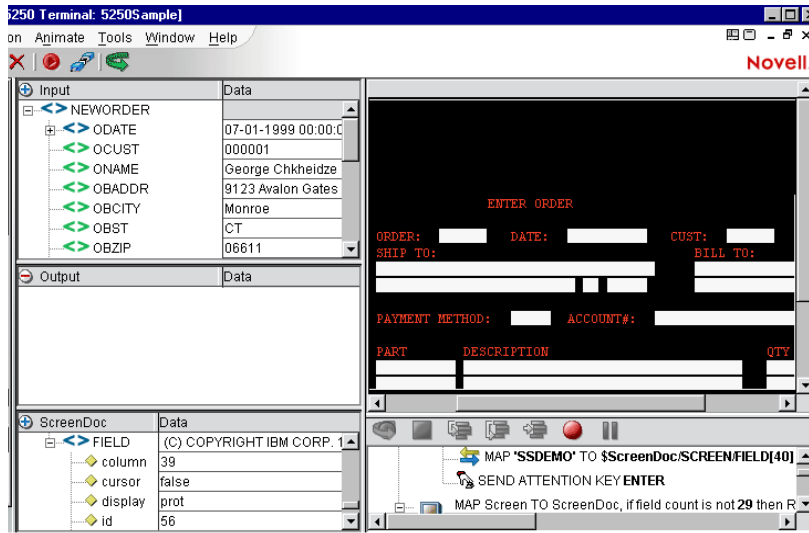 5250 Terminal: 5250Sample]
on Animate Tools Window Help
Novell
Input Data
NEWORDER
ODATE 07-01-1999 00:00:0
OCUST 000001
ONAME George Chkheidze
OBADDR 9123 Avalon Gates
OBCITY Monroe
OBST CT
OBZIP 06611
Output Data
ScreenDoc Data
FIELD (C) COPYRIGHT IBM CORP. 1
column 39
cursor false
display prot
id 56
ENTER ORDER
ORDER: DATE: CUST:
SHIP TO: BILL TO:
PAYMENT METHOD: ACCOUNT#:
PART DESCRIPTION QTY
MAP 'SSDEMO' TO $ScreenDoc/SCREEN/FIELD[40]
SEND ATTENTION KEY ENTER
MAP Screen TO ScreenDoc, if field count is not 29 then R